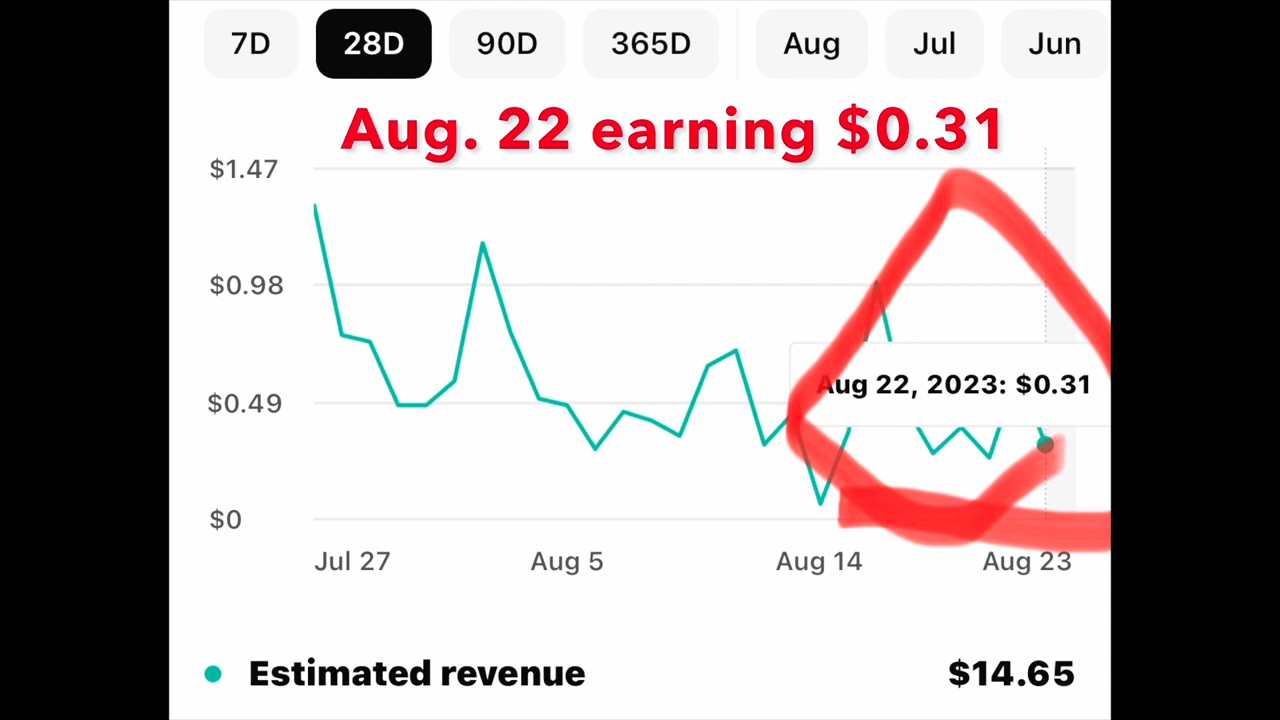 7D 28D 90D 365D Aug Jul Jun
Aug. 22 earning $0.31
$1.47
$0.98
Aug 22, 2023: $0.31
$0.49
$0
Jul 27 Aug 5 Aug 14 Aug 23
Estimated revenue $14.65